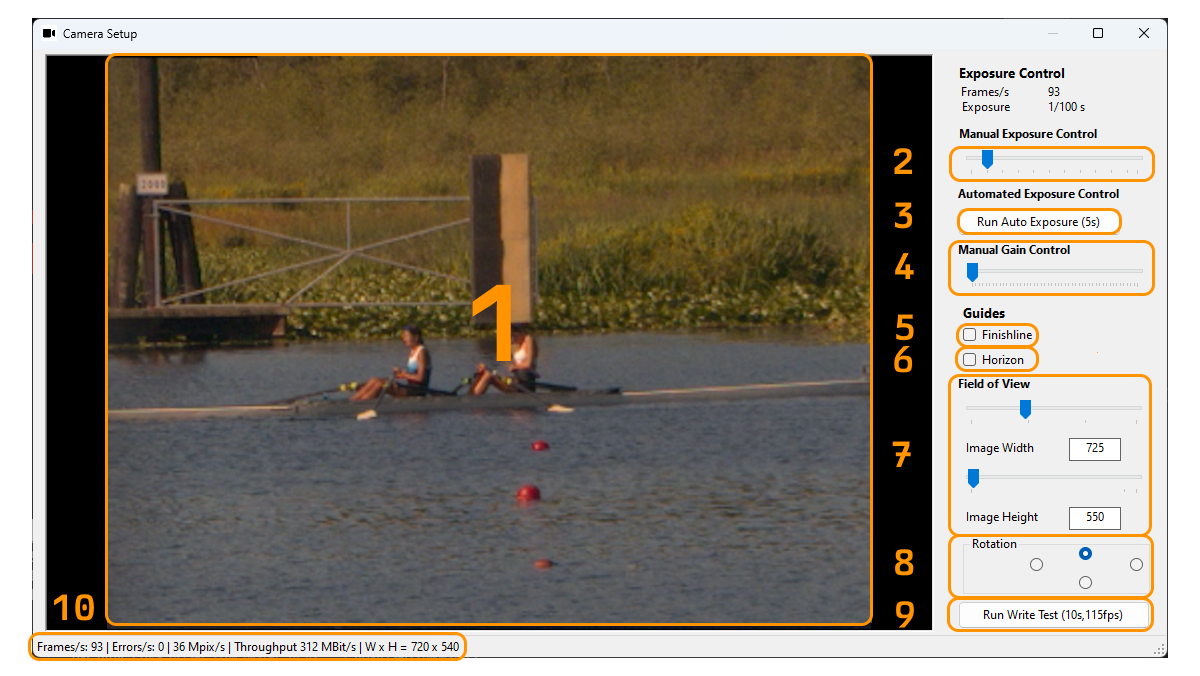 Camera Setup
Exposure Control
Frames/s 93
Exposure 1/100 s
Manual Exposure Control
2
Automated Exposure Control
3
Run Auto Exposure (5s)
Manual Gain Control
4
2000
1
Guides
5
Finishline
6
Horizon
Field of View
7
Image Width 725
Image Height 550
Rotation
8
9
Run Write Test (10s,115fps)
10
Frames/s: 93 | Errors/s: 0 | 36 Mpix/s | Throughput 312 MBit/s | W x H = 720 x 540